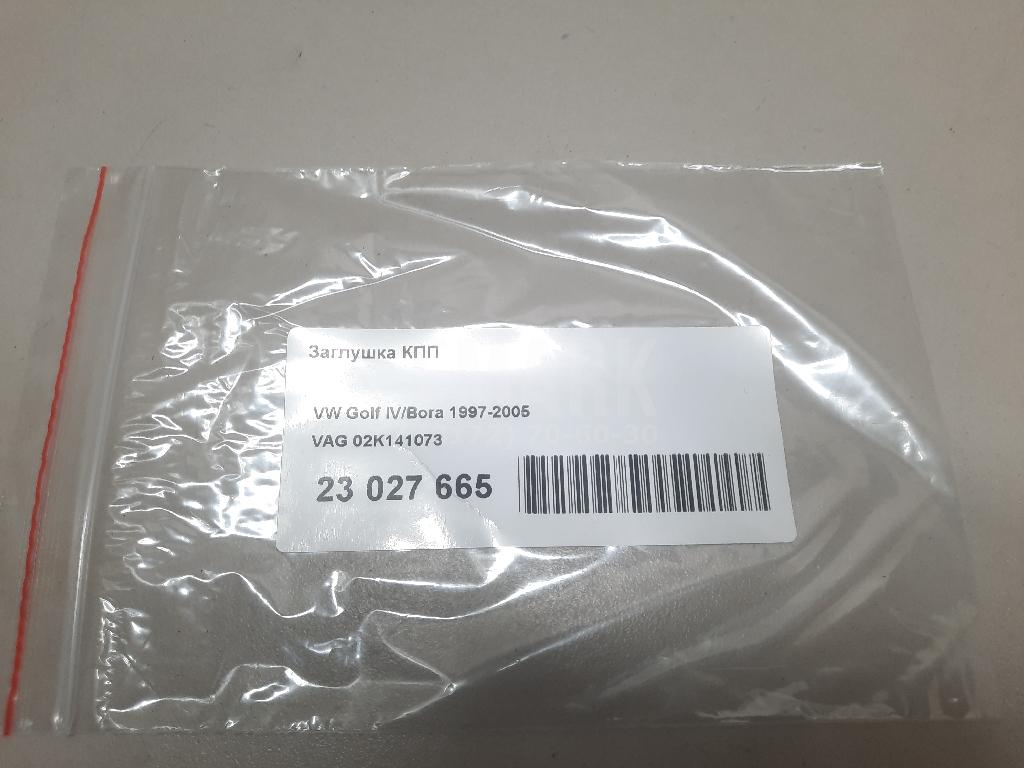 Заглушка КПП
VW Golf IV/Bora 1997-2005
VAG 02K141073
23 027 665